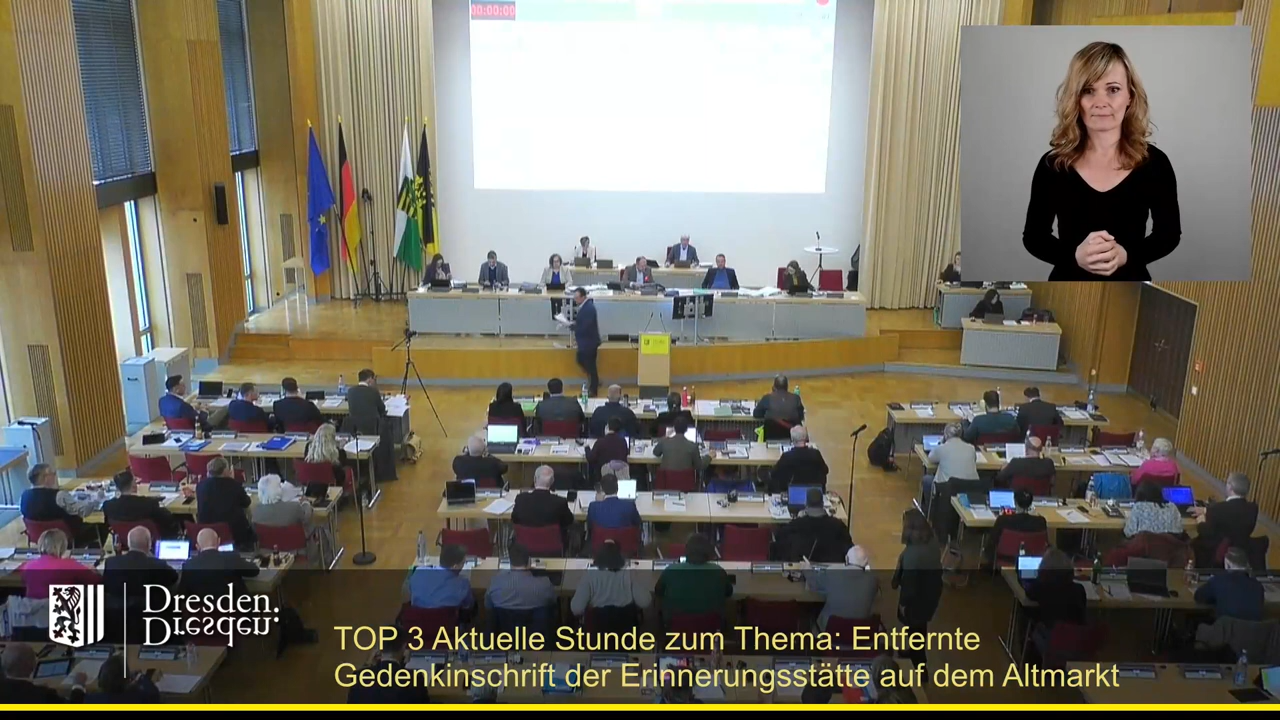 00:00:00
Dresden.
Dresden.
TOP 3 Aktuelle Stunde zum Thema: Entfernte
Gedenkinschrift der Erinnerungsstätte auf dem Altmarkt